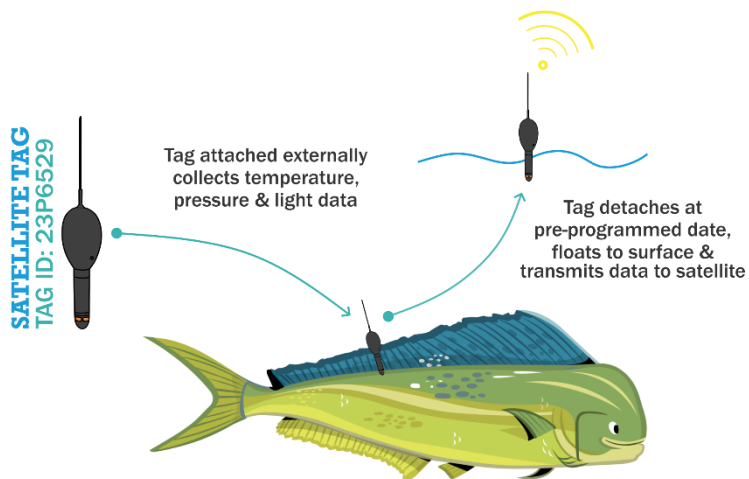 SATELLITE TAG
TAG ID: 23P6529
Tag attached externally
collects temperature,
pressure & light data
Tag detaches at
pre-programmed date,
floats to surface &
transmits data to satellite